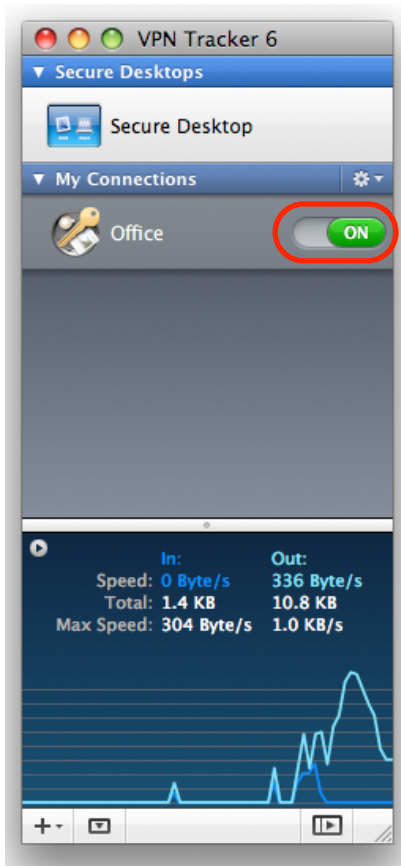 VPN Tracker 6
Secure Desktops
Secure Desktop
My Connections
Office ON
In: Out:
Speed: 0 Byte/s 336 Byte/s
Total: 1.4 KB 10.8 KB
Max Speed: 304 Byte/s 1.0 KB/s